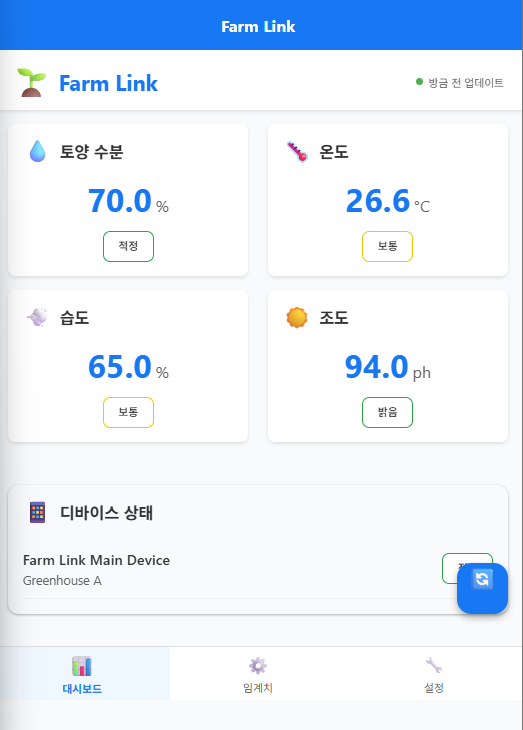 Farm Link
Farm Link
방금 전 업데이트
토양 수분
70.0 %
적정
온도
26.6 °C
보통
습도
65.0 %
보통
조도
94.0 ph
밝음
디바이스 상태
Farm Link Main Device
Greenhouse A
대시보드
임계치
설정